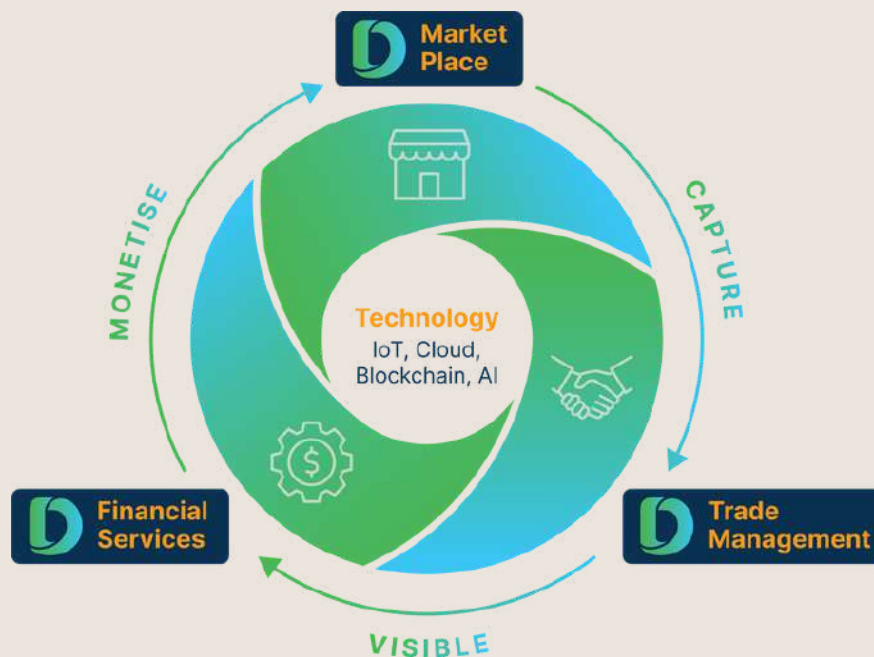 Market
Place
CAPTURE
MONETISE
Technology
IoT, Cloud,
Blockchain, AI
Financial
Services
Trade
Management
VISIBLE